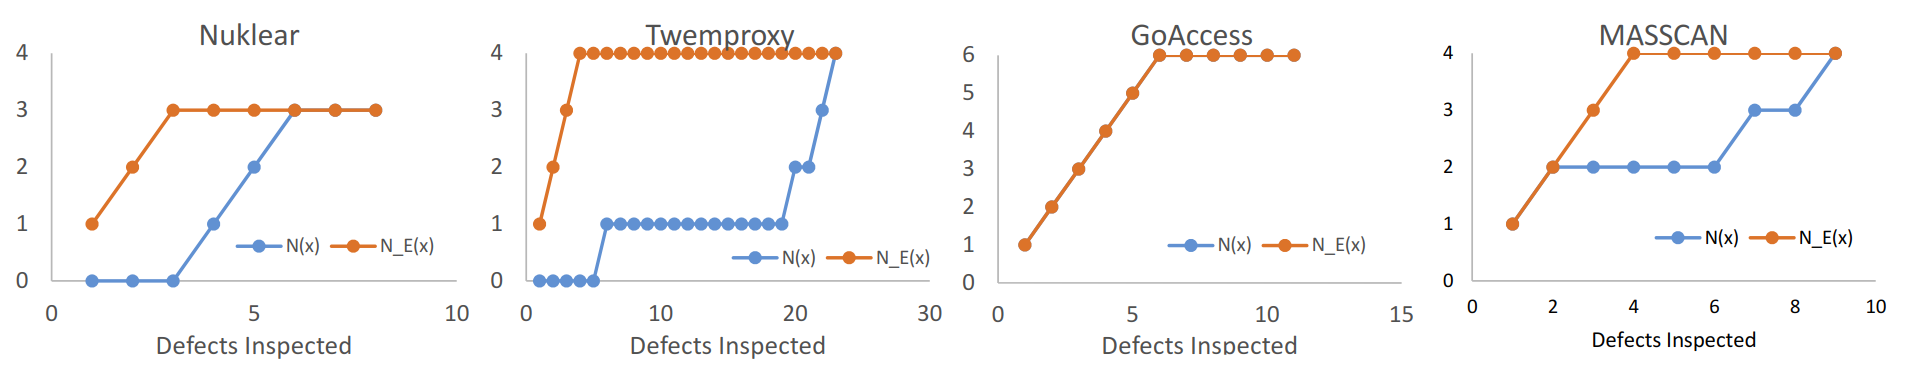 Nuklear
4
3
2
1
0
N(x) N_E(x)
0 5 10
Defects Inspected
Twemproxy
4
3
2
1
0
N(x) N_E(x)
0 10 20 30
Defects Inspected
GoAccess
6
5
4
3
2
1
0
N(x) N_E(x)
0 5 10 15
Defects Inspected
MASSCAN
4
3
2
1
0
N(x) N_E(x)
0 2 4 6 8 10
Defects Inspected